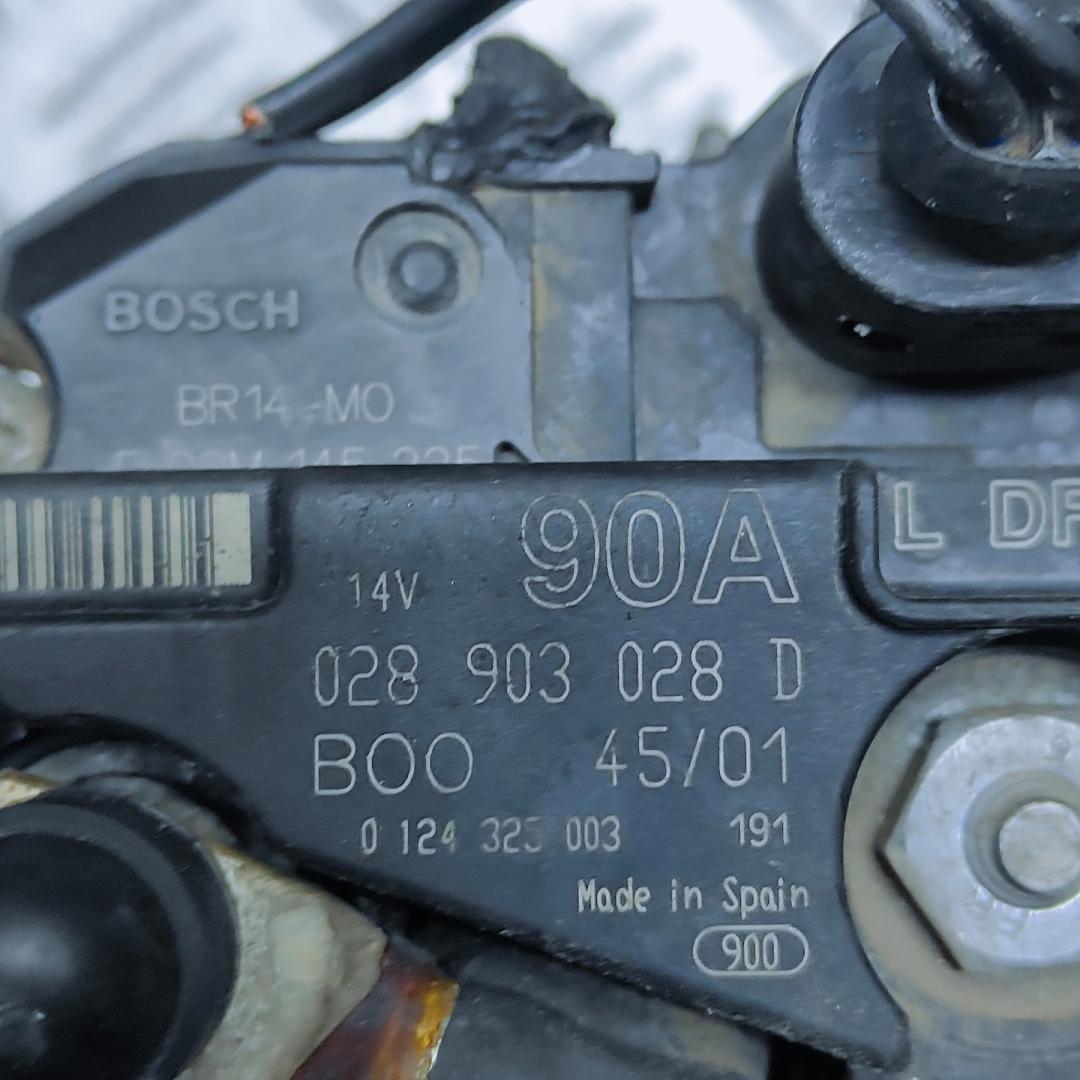 BOSCH
BR14-MO
14V 90A
L DF
028 903 028 D
BOO 45/01
0 124 325 003 191
Made in Spain
900